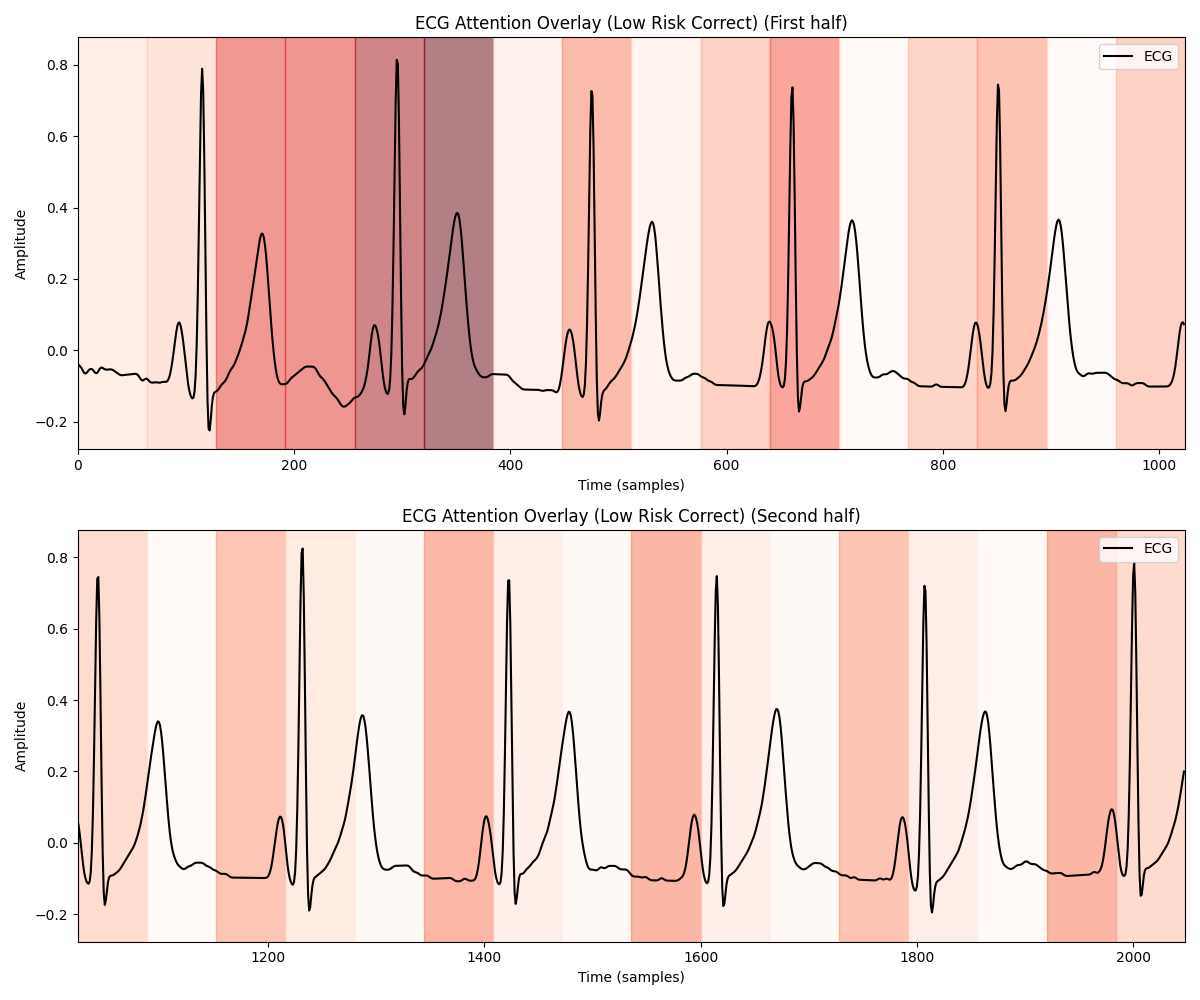 ECG Attention Overlay (Low Risk Correct) (First half)
ECG
Amplitude
0.8
0.6
0.4
0.2
0.0
−0.2
0 200 400 600 800 1000
Time (samples)
ECG Attention Overlay (Low Risk Correct) (Second half)
ECG
Amplitude
0.8
0.6
0.4
0.2
0.0
−0.2
1200 1400 1600 1800 2000
Time (samples)